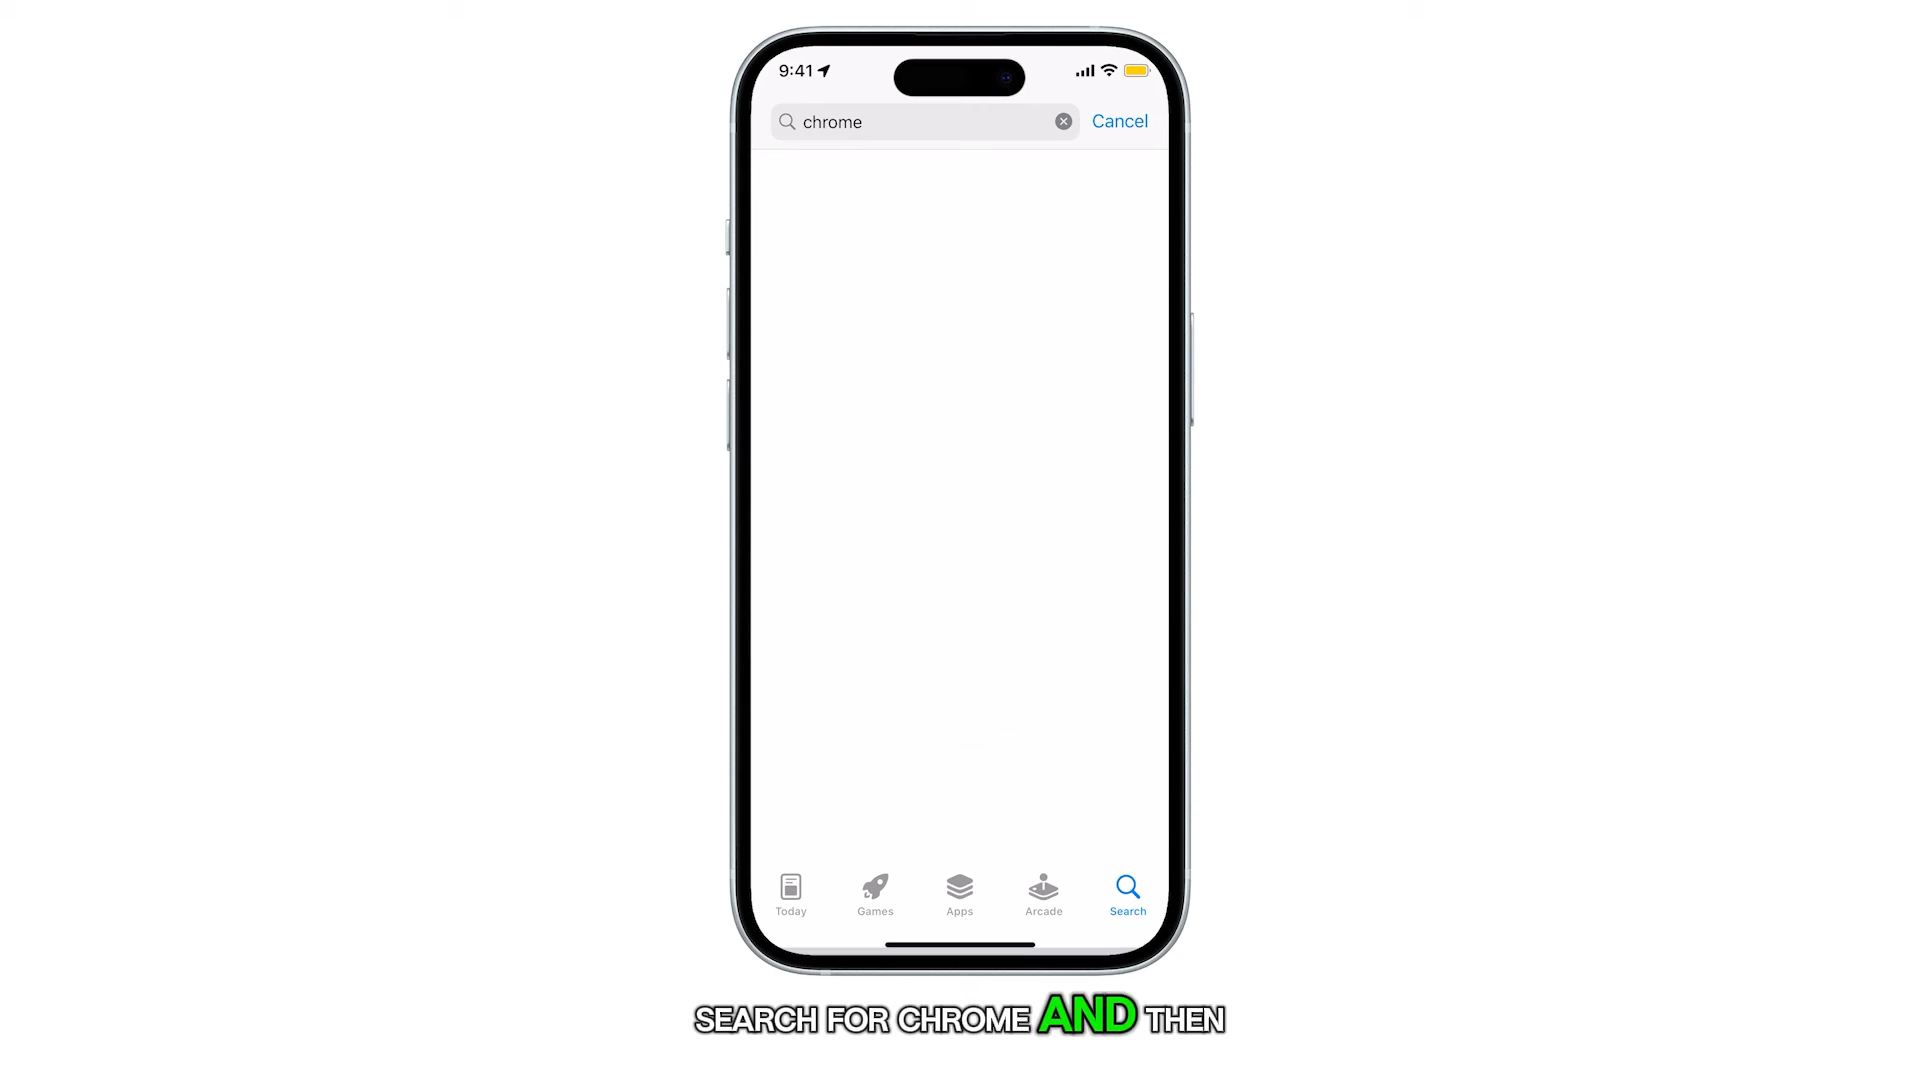 9:41
chrome
Cancel
Today
Games
Apps
Arcade
Search
SEARCH FOR CHROME AND THEN